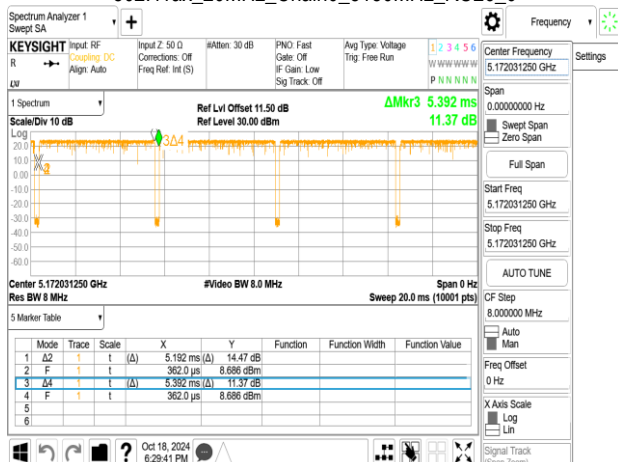 Spectrum Analyzer 1
Swept SA
+
Frequency
KEYSIGHT
Input: RF
Coupling: DC
Align: Auto
Input Z: 50 Ω
Corrections: Off
Freq Ref: Int (S)
#Atten: 30 dB
PNO: Fast
Gate: Off
IF Gain: Low
Sig Track: Off
Avg Type: Voltage
Trig: Free Run
1 2 3 4 5 6
W W W W W W
P N N N N N
R
LXI
Center Frequency
5.172031250 GHz
Settings
1 Spectrum
Scale/Div 10 dB
Ref Lvl Offset 11.50 dB
Ref Level 30.00 dBm
ΔMkr3 5.392 ms
11.37 dB
Span
0.00000000 Hz
Swept Span
Zero Span
Full Span
Start Freq
5.172031250 GHz
Stop Freq
5.172031250 GHz
AUTO TUNE
CF Step
8.000000 MHz
Auto
Man
Freq Offset
0 Hz
X Axis Scale
Log
Lin
Signal Track
Log
20.0
10.0
0.00
-10.0
-20.0
-30.0
-40.0
-50.0
-60.0
3Δ4
Center 5.172031250 GHz
Res BW 8 MHz
#Video BW 8.0 MHz
Span 0 Hz
Sweep 20.0 ms (10001 pts)
5 Marker Table
Mode Trace Scale X Y Function Function Width Function Value
1 Δ2 1 t (Δ) 5.192 ms (Δ) 14.47 dB
2 F 1 t 362.0 µs 8.686 dBm
3 Δ4 1 t (Δ) 5.392 ms (Δ) 11.37 dB
4 F 1 t 362.0 µs 8.686 dBm
5
6
?
Oct 18, 2024
6:29:41 PM